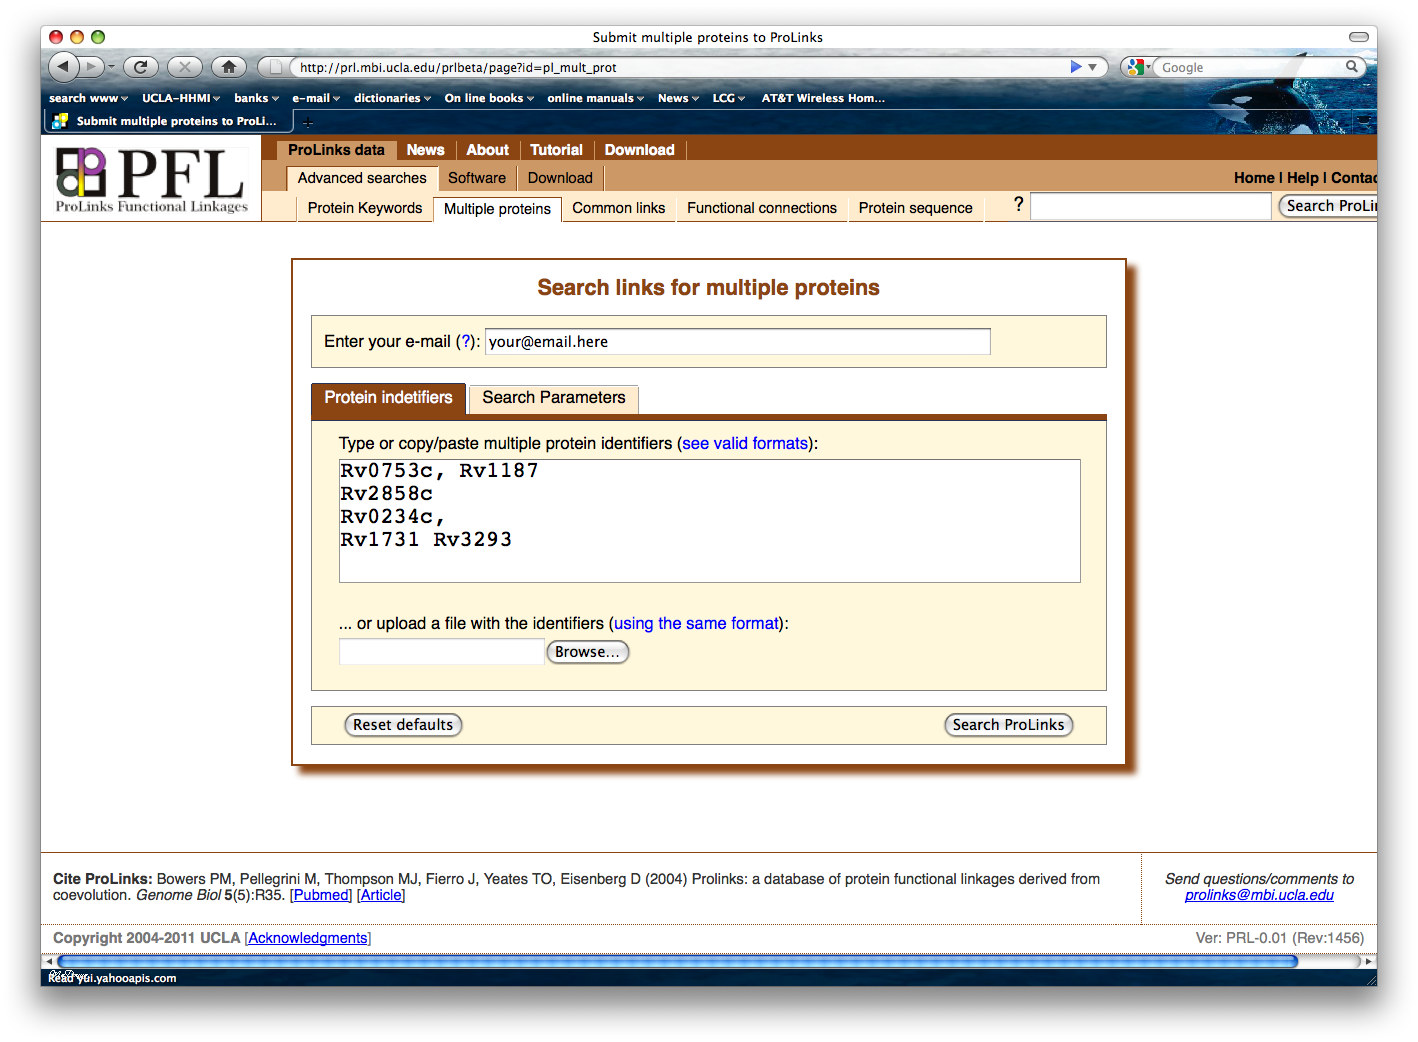 Submit multiple proteins to ProLinks
http://prl.mbi.ucla.edu/prlbeta/page?id=pl_mult_prot
Google
search www UCLA-HHMI banks e-mail dictionaries On line books online manuals News LCG AT&T Wireless Hom...
Submit multiple proteins to ProLi...
PFL
ProLinks Functional Linkages
ProLinks data News About Tutorial Download
Advanced searches Software Download
Home | Help | Contac
Protein Keywords Multiple proteins Common links Functional connections Protein sequence ? Search ProLi
Search links for multiple proteins
Enter your e-mail (?): your@email.here
Protein indetifiers Search Parameters
Type or copy/paste multiple protein identifiers (see valid formats):
Rv0753c, Rv1187
Rv2858c
Rv0234c,
Rv1731 Rv3293
... or upload a file with the identifiers (using the same format):
Browse...
Reset defaults Search ProLinks
Cite ProLinks: Bowers PM, Pellegrini M, Thompson MJ, Fierro J, Yeates TO, Eisenberg D (2004) Prolinks: a database of protein functional linkages derived from
coevolution. Genome Biol 5(5):R35. [Pubmed] [Article]
Send questions/comments to
prolinks@mbi.ucla.edu
Copyright 2004-2011 UCLA [Acknowledgments]
Ver: PRL-0.01 (Rev:1456)
Read yui.yahooapis.com